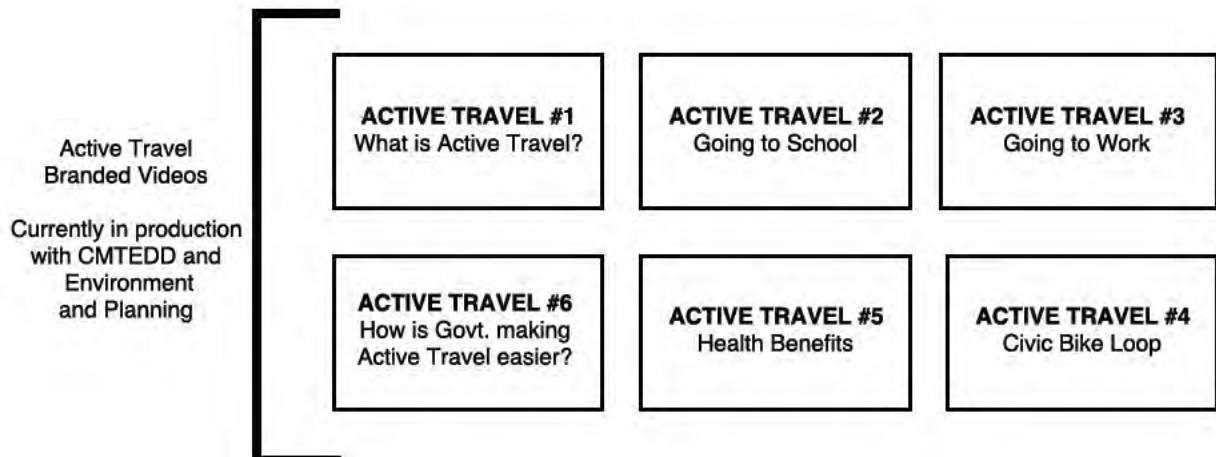 Active Travel
Branded Videos
Currently in production
with CMTEDD and
Environment
and Planning
ACTIVE TRAVEL #1
What is Active Travel?
ACTIVE TRAVEL #2
Going to School
ACTIVE TRAVEL #3
Going to Work
ACTIVE TRAVEL #6
How is Govt. making
Active Travel easier?
ACTIVE TRAVEL #5
Health Benefits
ACTIVE TRAVEL #4
Civic Bike Loop